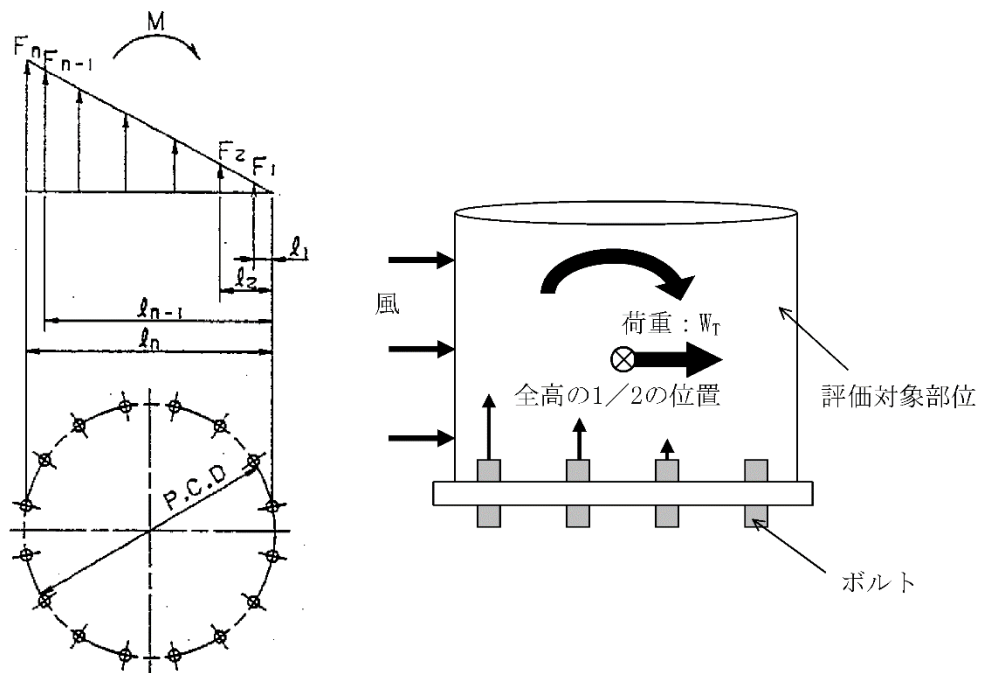 M
Fn
Fn-1
F2
F1
l1
l2
ln-1
ln
P.C.D
風
荷重：WT
全高の1／2の位置
評価対象部位
ボルト